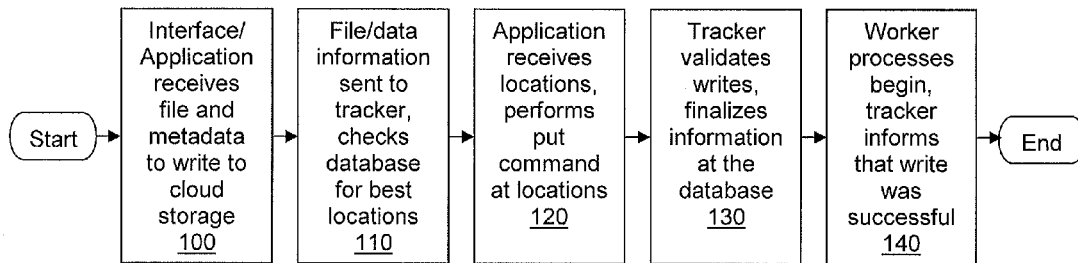 Start
Interface/
Application
receives
file and
metadata
to write to
cloud
storage
100
File/data
information
sent to
tracker,
checks
database
for best
locations
110
Application
receives
locations,
performs
put
command
at locations
120
Tracker
validates
writes,
finalizes
information
at the
database
130
Worker
processes
begin,
tracker
informs
that write
was
successful
140
End